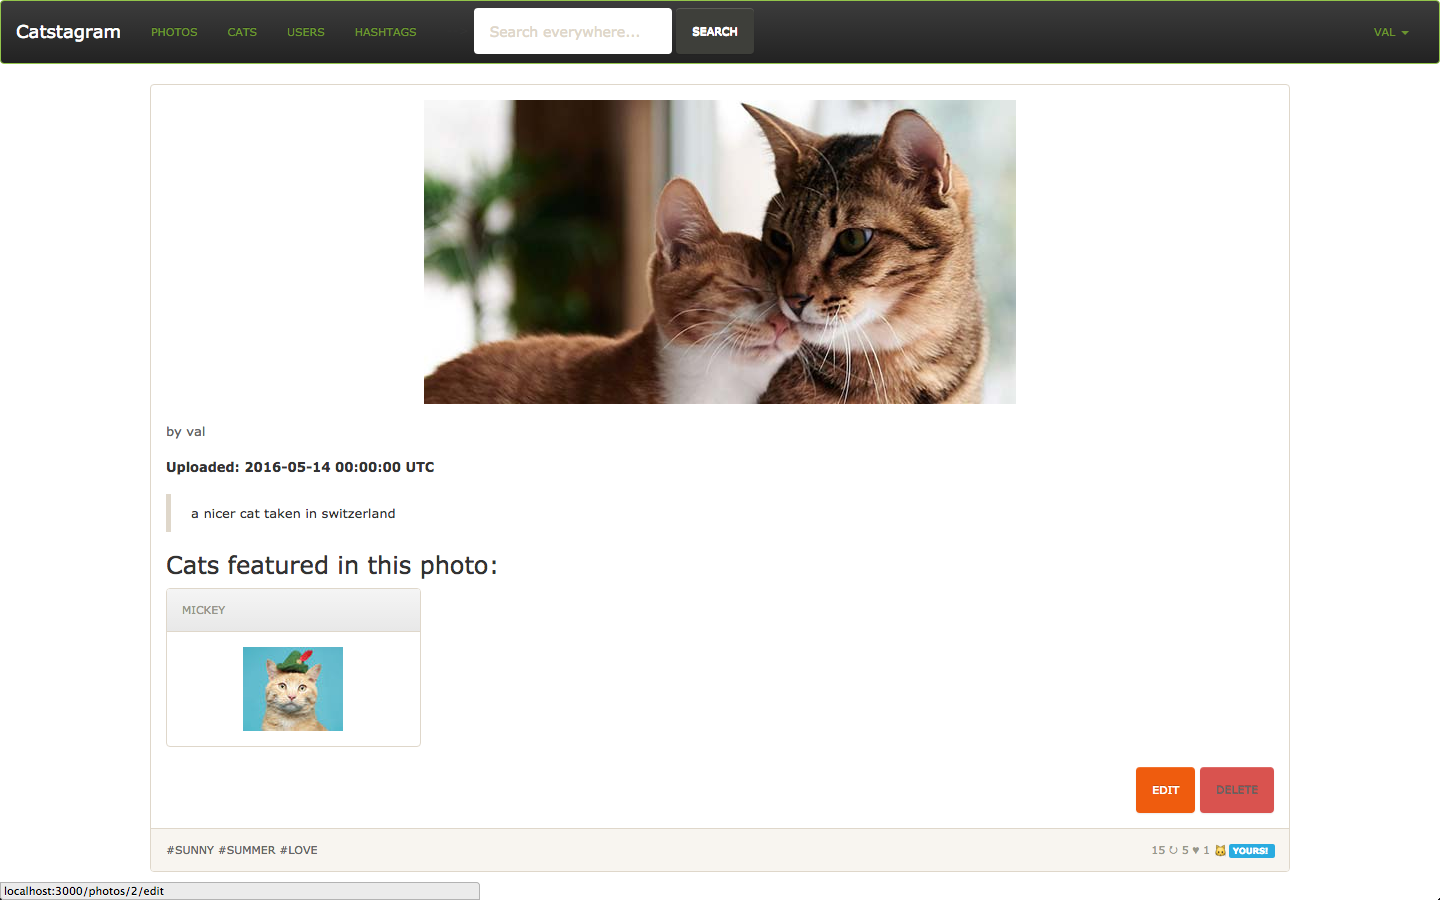 Catstagram PHOTOS CATS USERS HASHTAGS Search everywhere... SEARCH VAL
by val
Uploaded: 2016-05-14 00:00:00 UTC
a nicer cat taken in switzerland
Cats featured in this photo:
MICKEY
EDIT DELETE
#SUNNY #SUMMER #LOVE 15 ↻ 5 ♥ 1 🐱 YOURS!
localhost:3000/photos/2/edit